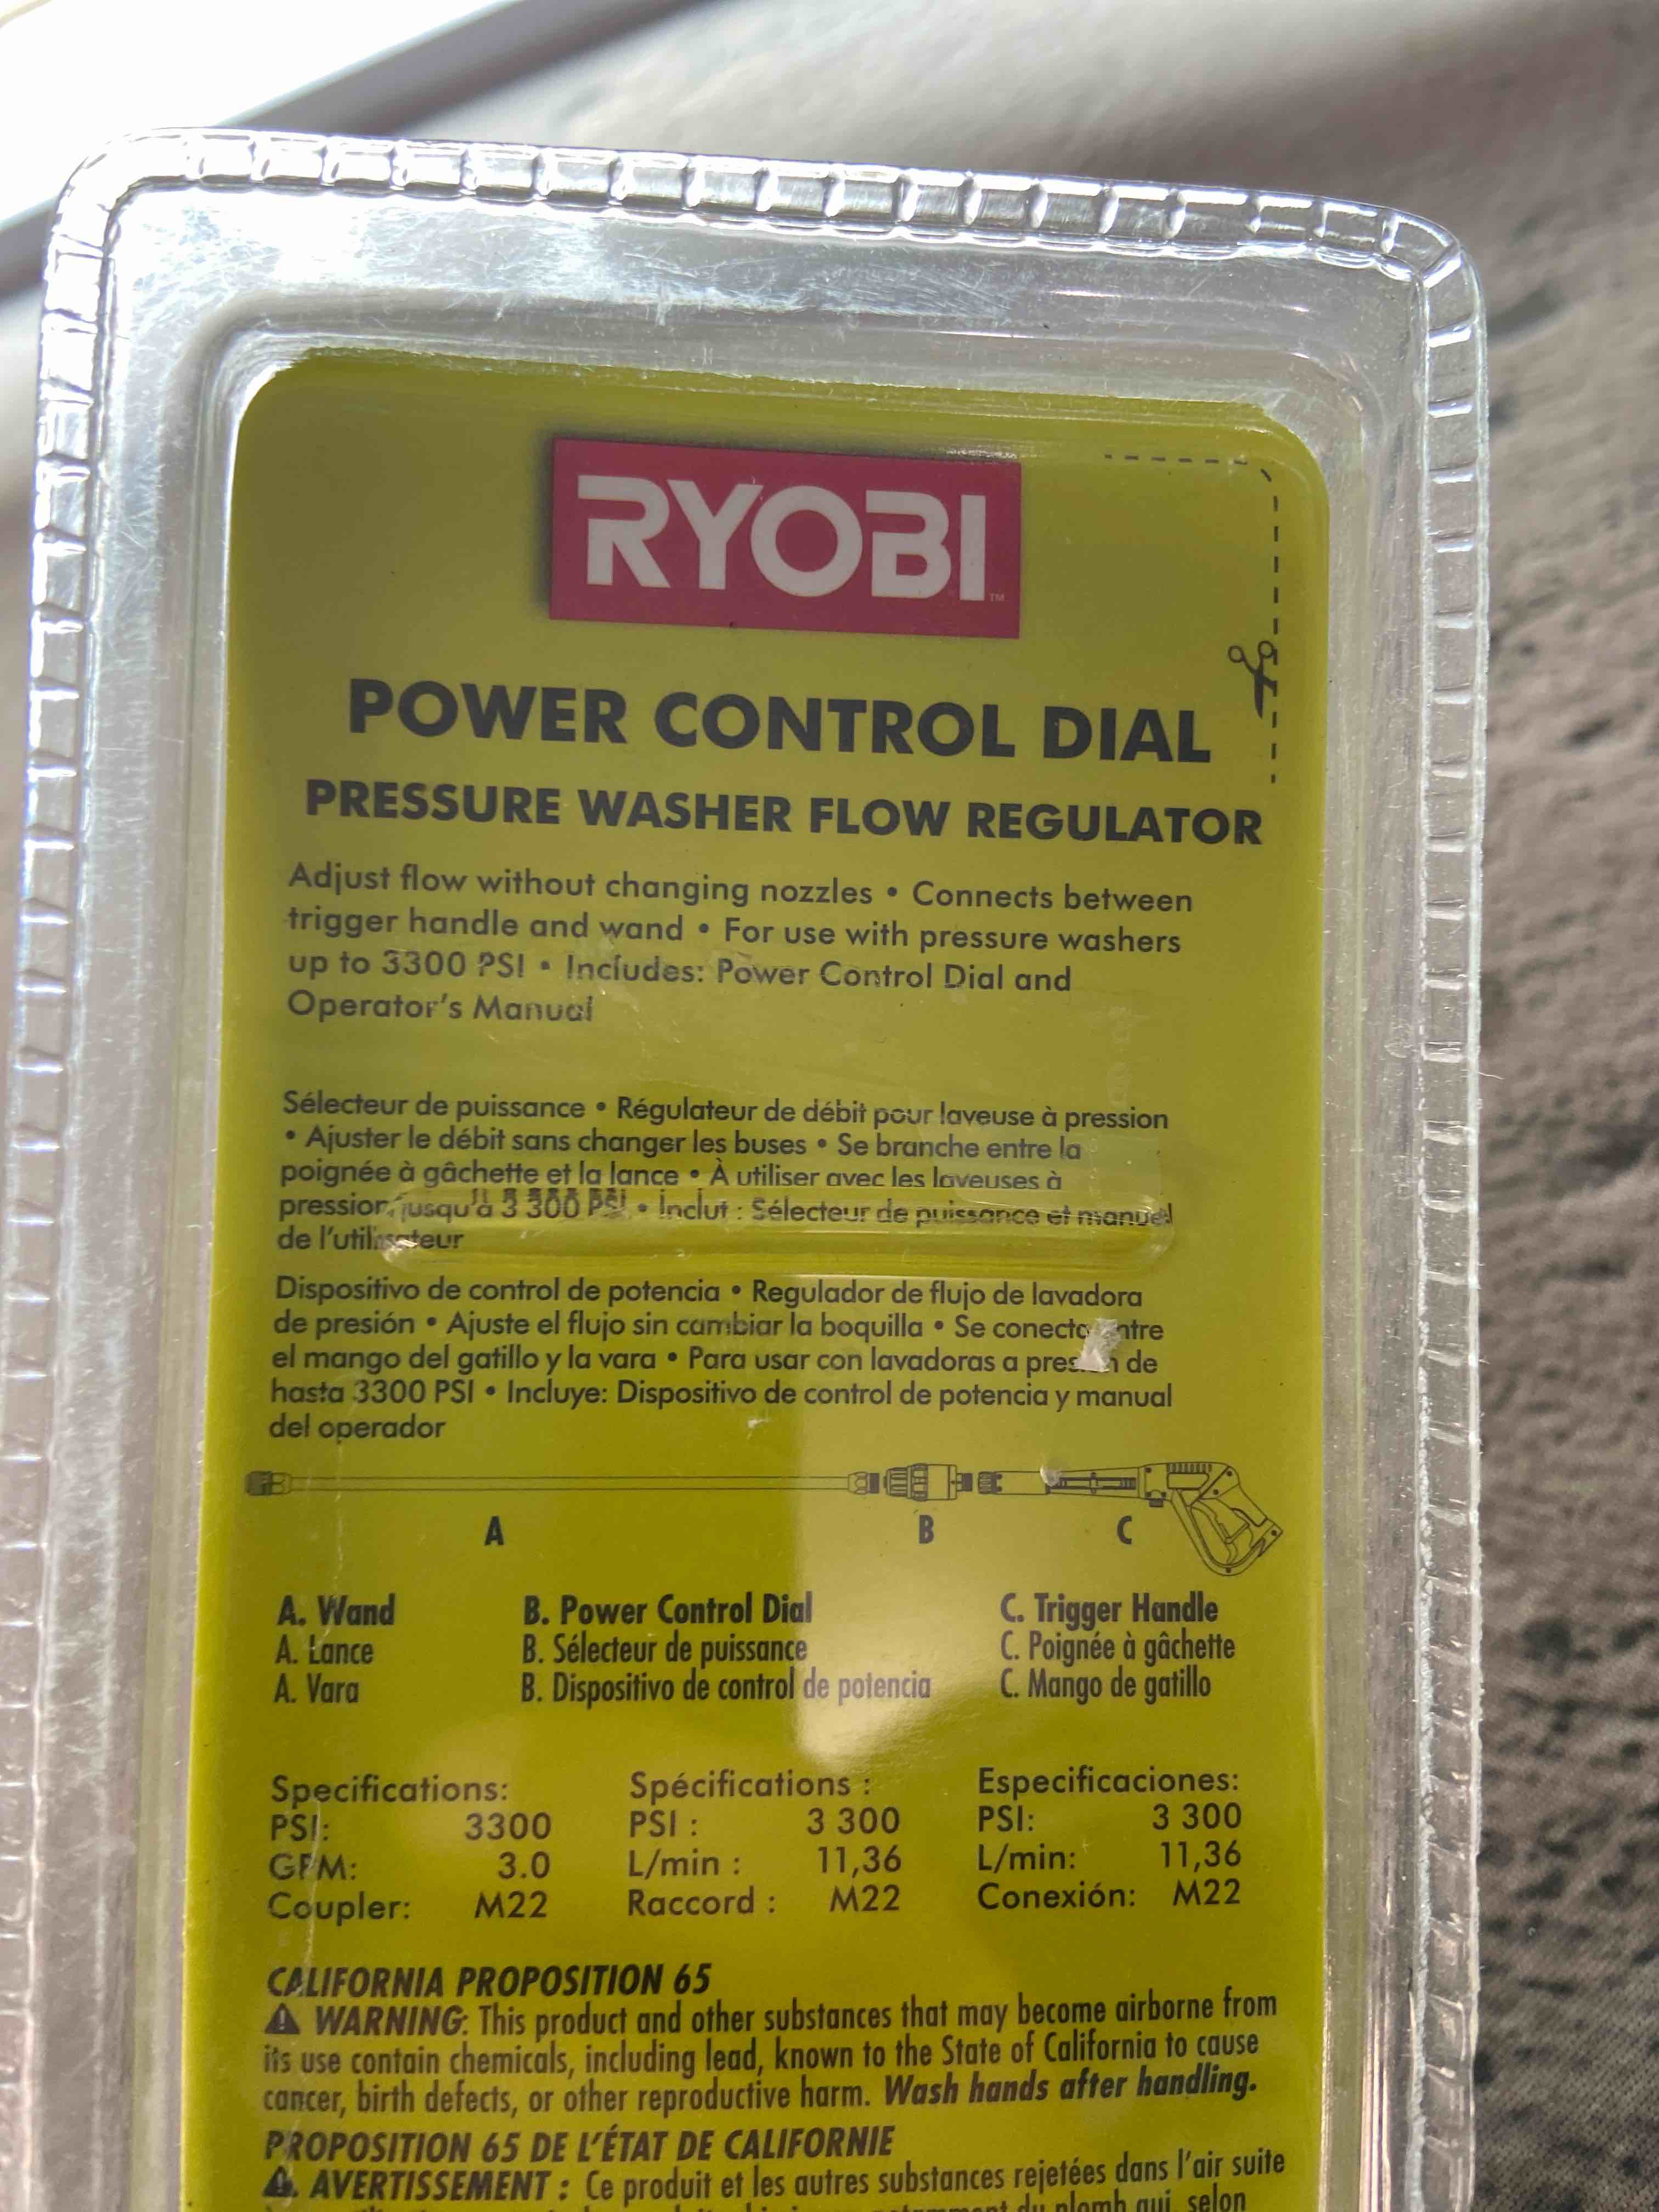 RYOBI™
POWER CONTROL DIAL
PRESSURE WASHER FLOW REGULATOR
Adjust flow without changing nozzles • Connects between
trigger handle and wand • For use with pressure washers
up to 3300 PSI • Includes: Power Control Dial and
Operator's Manual
Sélecteur de puissance • Régulateur de débit pour laveuse à pression
• Ajuster le débit sans changer les buses • Se branche entre la
poignée à gâchette et la lance • À utiliser avec les laveuses à
pression jusqu'à 3 300 PSI • Inclut : Sélecteur de puissance et manuel
de l'utilisateur
Dispositivo de control de potencia • Regulador de flujo de lavadora
de presión • Ajuste el flujo sin cambiar la boquilla • Se conecta entre
el mango del gatillo y la vara • Para usar con lavadoras a presión de
hasta 3300 PSI • Incluye: Dispositivo de control de potencia y manual
del operador
A B C
A. Wand B. Power Control Dial C. Trigger Handle
A. Lance B. Sélecteur de puissance C. Poignée à gâchette
A. Vara B. Dispositivo de control de potencia C. Mango de gatillo
Specifications: Spécifications : Especificaciones:
PSI: 3300 PSI : 3 300 PSI: 3 300
GPM: 3.0 L/min : 11,36 L/min: 11,36
Coupler: M22 Raccord : M22 Conexión: M22
CALIFORNIA PROPOSITION 65
⚠ WARNING: This product and other substances that may become airborne from
its use contain chemicals, including lead, known to the State of California to cause
cancer, birth defects, or other reproductive harm. Wash hands after handling.
PROPOSITION 65 DE L'ÉTAT DE CALIFORNIE
⚠ AVERTISSEMENT : Ce produit et les autres substances rejetées dans l'air suite
du plomb qui, selon